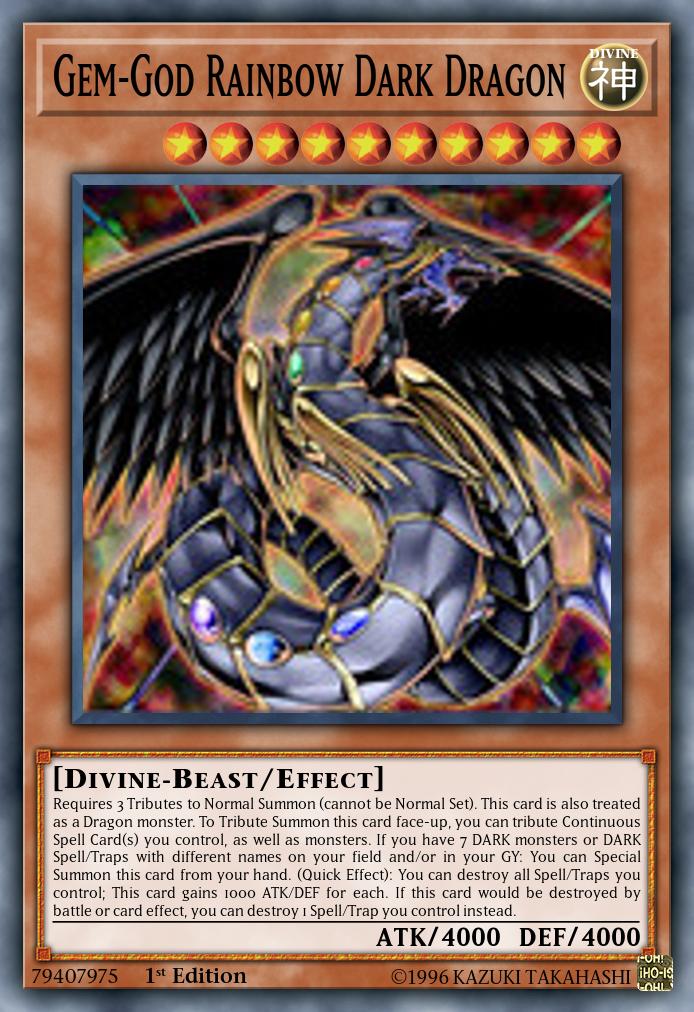 Gem-God Rainbow Dark Dragon
DIVINE
神
[Divine-Beast/Effect]
Requires 3 Tributes to Normal Summon (cannot be Normal Set). This card is also treated
as a Dragon monster. To Tribute Summon this card face-up, you can tribute Continuous
Spell Card(s) you control, as well as monsters. If you have 7 DARK monsters or DARK
Spell/Traps with different names on your field and/or in your GY: You can Special
Summon this card from your hand. (Quick Effect): You can destroy all Spell/Traps you
control; This card gains 1000 ATK/DEF for each. If this card would be destroyed by
battle or card effect, you can destroy 1 Spell/Trap you control instead.
ATK/4000 DEF/4000
79407975 1st Edition ©1996 KAZUKI TAKAHASHI